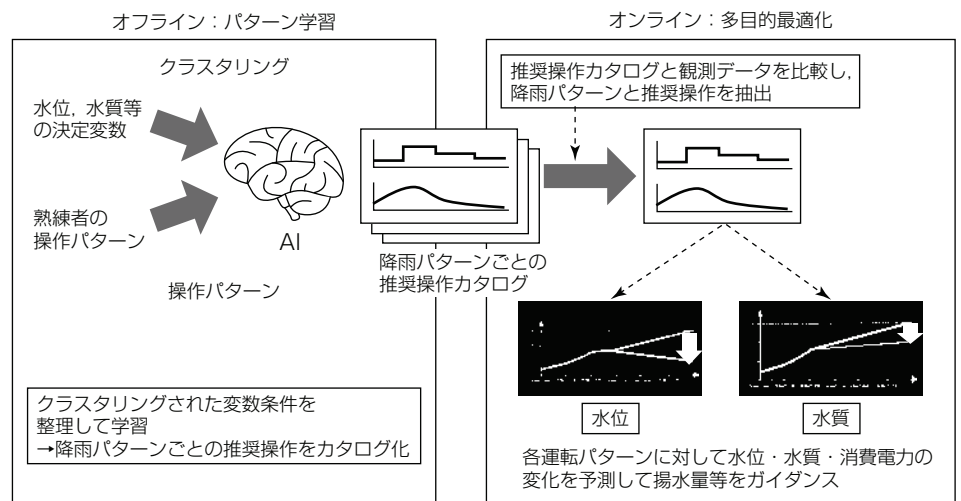 オフライン：パターン学習
クラスタリング
水位，水質等
の決定変数
熟練者の
操作パターン
AI
操作パターン
降雨パターンごとの
推奨操作カタログ
クラスタリングされた変数条件を
整理して学習
→降雨パターンごとの推奨操作をカタログ化
オンライン：多目的最適化
推奨操作カタログと観測データを比較し，
降雨パターンと推奨操作を抽出
水位
水質
各運転パターンに対して水位・水質・消費電力の
変化を予測して揚水量等をガイダンス